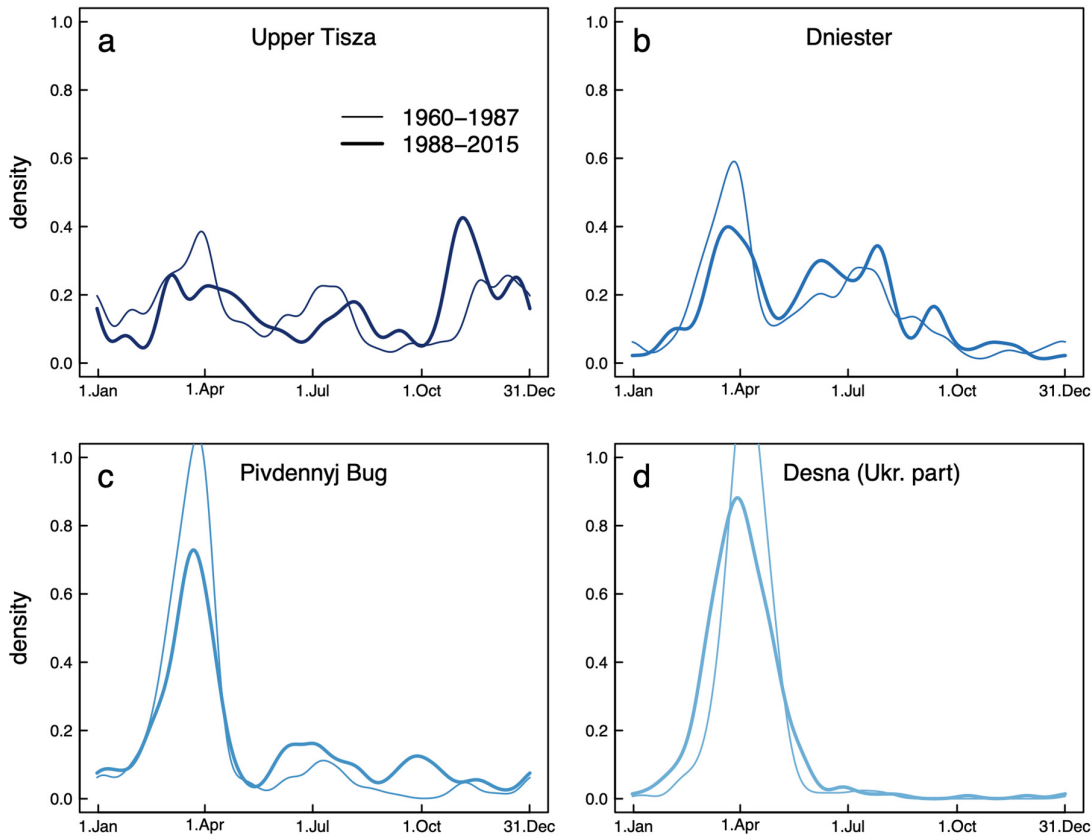 a Upper Tisza
1960–1987
1988–2015
density
1.0
0.8
0.6
0.4
0.2
0.0
1.Jan 1.Apr 1.Jul 1.Oct 31.Dec
b Dniester
1.0
0.8
0.6
0.4
0.2
0.0
1.Jan 1.Apr 1.Jul 1.Oct 31.Dec
c Pivdennyj Bug
density
1.0
0.8
0.6
0.4
0.2
0.0
1.Jan 1.Apr 1.Jul 1.Oct 31.Dec
d Desna (Ukr. part)
1.0
0.8
0.6
0.4
0.2
0.0
1.Jan 1.Apr 1.Jul 1.Oct 31.Dec